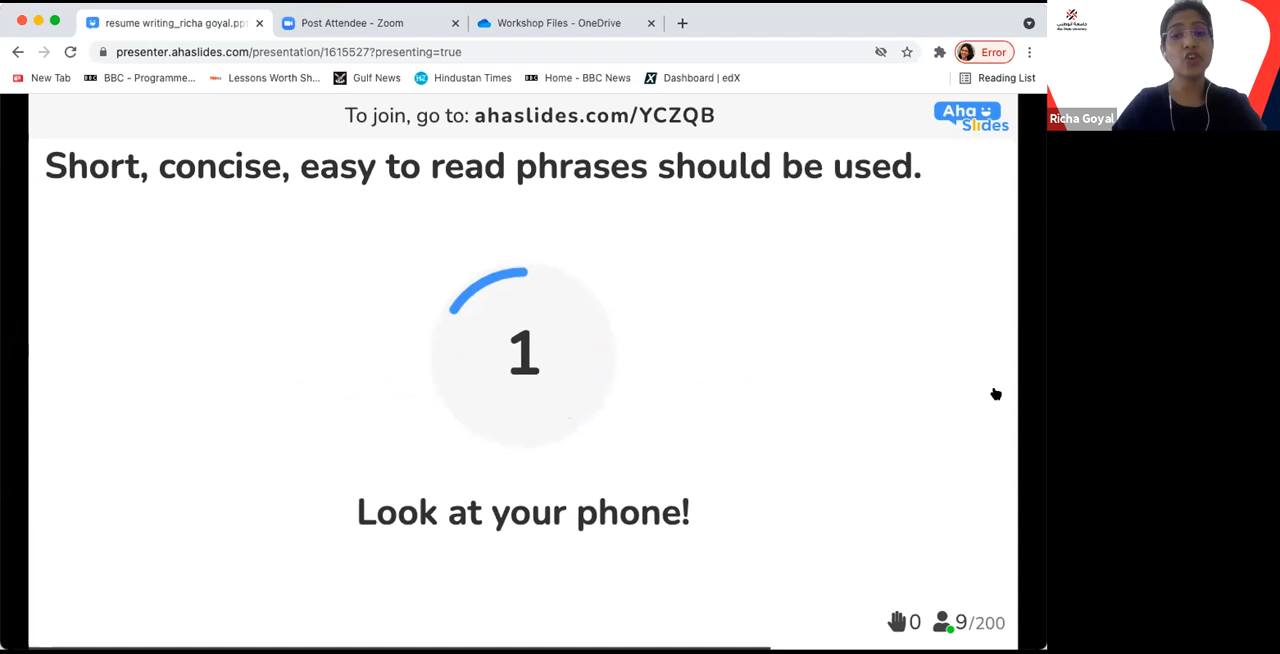 resume writing_richa goyal.pp
Post Attendee - Zoom
Workshop Files - OneDrive
presenter.ahaslides.com/presentation/1615527?presenting=true
Error
New Tab
BBC - Programme...
Lessons Worth Sh...
Gulf News
Hindustan Times
Home - BBC News
Dashboard | edX
Reading List
To join, go to: ahaslides.com/YCZQB
Aha
Slides
Short, concise, easy to read phrases should be used.
1
Look at your phone!
0
9/200
Richa Goyal